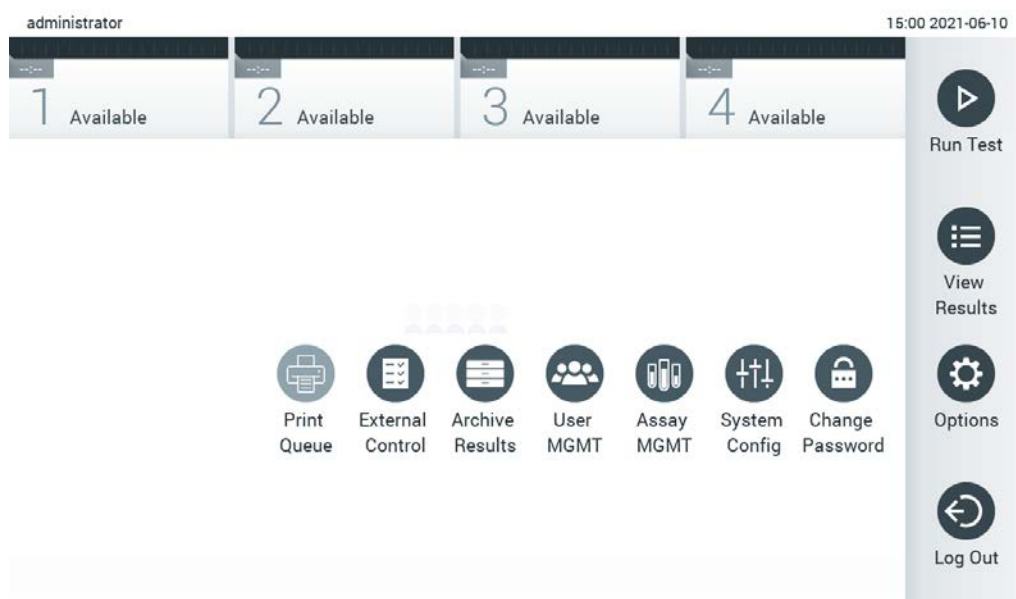 administrator
15:00 2021-06-10
--:--
--:--
--:--
--:--
1 Available
2 Available
3 Available
4 Available
Run Test
View
Results
Print
Queue
External
Control
Archive
Results
User
MGMT
Assay
MGMT
System
Config
Change
Password
Options
Log Out